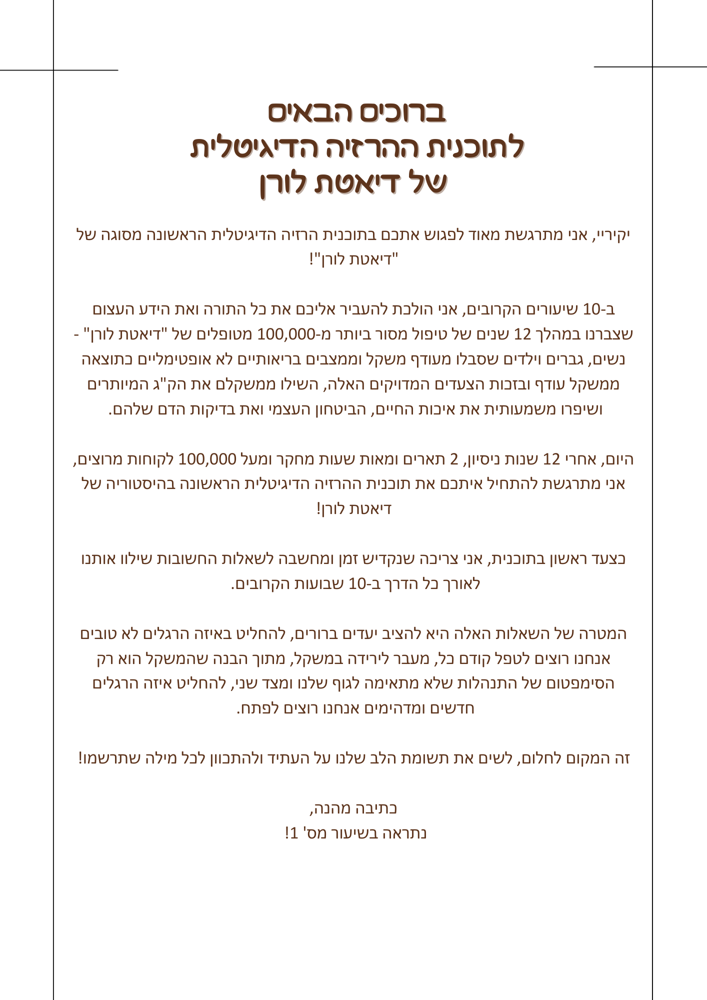 ברוכים הבאים
לתוכנית ההרזיה הדיגיטלית
של דיאטת לורן
יקיריי, אני מתרגשת מאוד לפגוש אתכם בתוכנית הרזיה הדיגיטלית הראשונה מסוגה של
"דיאטת לורן"!
ב-10 שיעורים הקרובים, אני הולכת להעביר אליכם את כל התורה ואת הידע העצום
שצברנו במהלך 12 שנים של טיפול מסור ביותר מ-100,000 מטופלים של "דיאטת לורן" -
נשים, גברים וילדים שסבלו מעודף משקל וממצבים בריאותיים לא אופטימליים כתוצאה
ממשקל עודף ובזכות הצעדים המדויקים האלה, השילו ממשקלם את הק"ג המיותרים
ושיפרו משמעותית את איכות החיים, הביטחון העצמי ואת בדיקות הדם שלהם.
היום, אחרי 12 שנות ניסיון, 2 תארים ומאות שעות מחקר ומעל 100,000 לקוחות מרוצים,
אני מתרגשת להתחיל איתכם את תוכנית ההרזיה הדיגיטלית הראשונה בהיסטוריה של
דיאטת לורן!
כצעד ראשון בתוכנית, אני צריכה שנקדיש זמן ומחשבה לשאלות החשובות שילוו אותנו
לאורך כל הדרך ב-10 שבועות הקרובים.
המטרה של השאלות האלה היא להציב יעדים ברורים, להחליט באיזה הרגלים לא טובים
אנחנו רוצים לטפל קודם כל, מעבר לירידה במשקל, מתוך הבנה שהמשקל הוא רק
הסימפטום של התנהלות שלא מתאימה לגוף שלנו ומצד שני, להחליט איזה הרגלים
חדשים ומדהימים אנחנו רוצים לפתח.
זה המקום לחלום, לשים את תשומת הלב שלנו על העתיד ולהתכוון לכל מילה שתרשמו!
כתיבה מהנה,
נתראה בשיעור מס' 1!